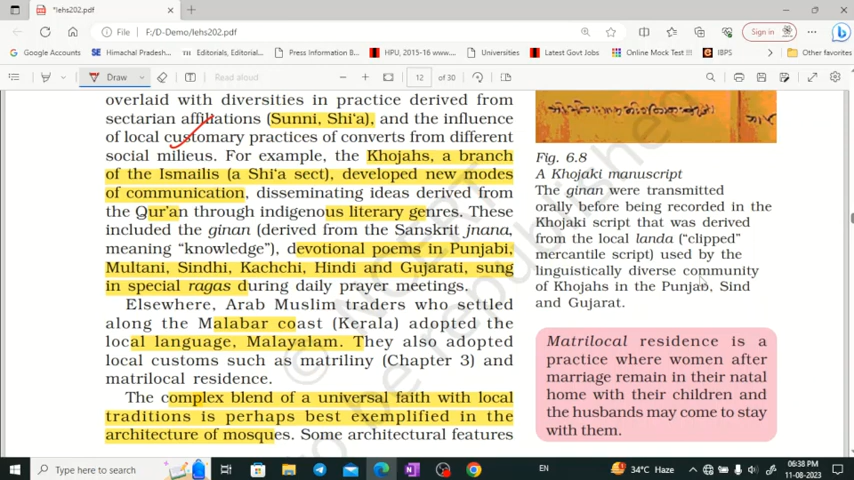 *lehs202.pdf
File
F:/D-Demo/lehs202.pdf
Sign in
Google Accounts
Himachal Pradesh...
Editorials, Editorial...
Press Information B...
HPU, 2015-16 www....
Universities
Latest Govt Jobs
Online Mock Test III
IBPS
Other favorites
Draw
Read aloud
12
of 30
overlaid with diversities in practice derived from
sectarian affiliations (Sunni, Shi‘a), and the influence
of local customary practices of converts from different
social milieus. For example, the Khojahs, a branch
of the Ismailis (a Shi‘a sect), developed new modes
of communication, disseminating ideas derived from
the Qur’an through indigenous literary genres. These
included the ginan (derived from the Sanskrit jnana,
meaning “knowledge”), devotional poems in Punjabi,
Multani, Sindhi, Kachchi, Hindi and Gujarati, sung
in special ragas during daily prayer meetings.
Elsewhere, Arab Muslim traders who settled
along the Malabar coast (Kerala) adopted the
local language, Malayalam. They also adopted
local customs such as matriliny (Chapter 3) and
matrilocal residence.
The complex blend of a universal faith with local
traditions is perhaps best exemplified in the
architecture of mosques. Some architectural features
Fig. 6.8
A Khojaki manuscript
The ginan were transmitted
orally before being recorded in the
Khojaki script that was derived
from the local landa (“clipped”
mercantile script) used by the
linguistically diverse community
of Khojahs in the Punjab, Sind
and Gujarat.
Matrilocal residence is a
practice where women after
marriage remain in their natal
home with their children and
the husbands may come to stay
with them.
© NCERT
to be republished
Type here to search
EN
34°C Haze
06:38 PM
11-08-2023